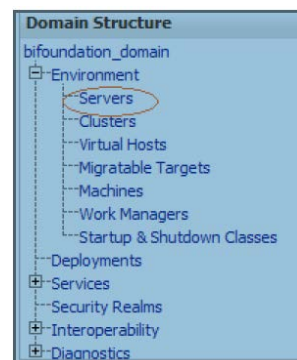 Domain Structure
bifoundation_domain
Environment
Servers
Clusters
Virtual Hosts
Migratable Targets
Machines
Work Managers
Startup & Shutdown Classes
Deployments
Services
Security Realms
Interoperability
Diagnostics